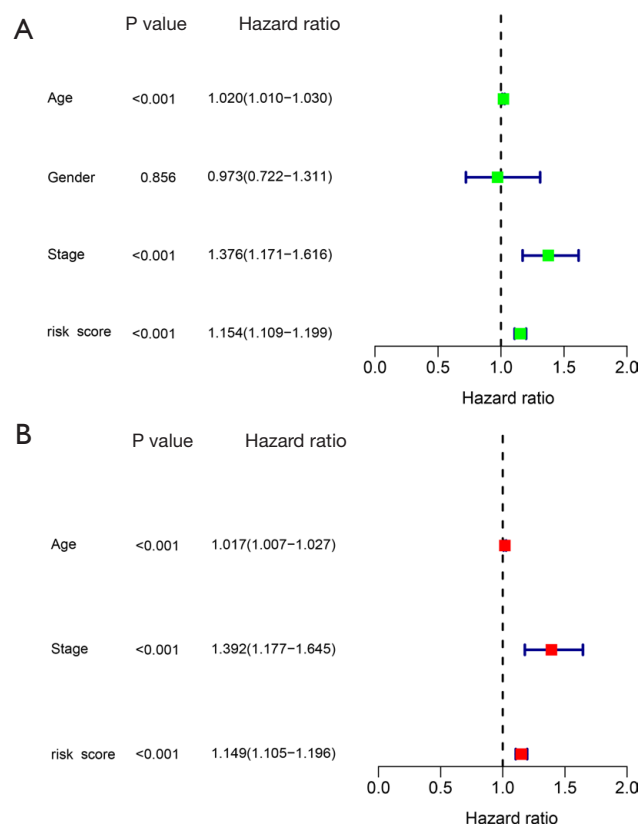 A
P value Hazard ratio
Age <0.001 1.020(1.010−1.030)
Gender 0.856 0.973(0.722−1.311)
Stage <0.001 1.376(1.171−1.616)
risk score <0.001 1.154(1.109−1.199)
0.0 0.5 1.0 1.5 2.0
Hazard ratio
B
P value Hazard ratio
Age <0.001 1.017(1.007−1.027)
Stage <0.001 1.392(1.177−1.645)
risk score <0.001 1.149(1.105−1.196)
0.0 0.5 1.0 1.5 2.0
Hazard ratio